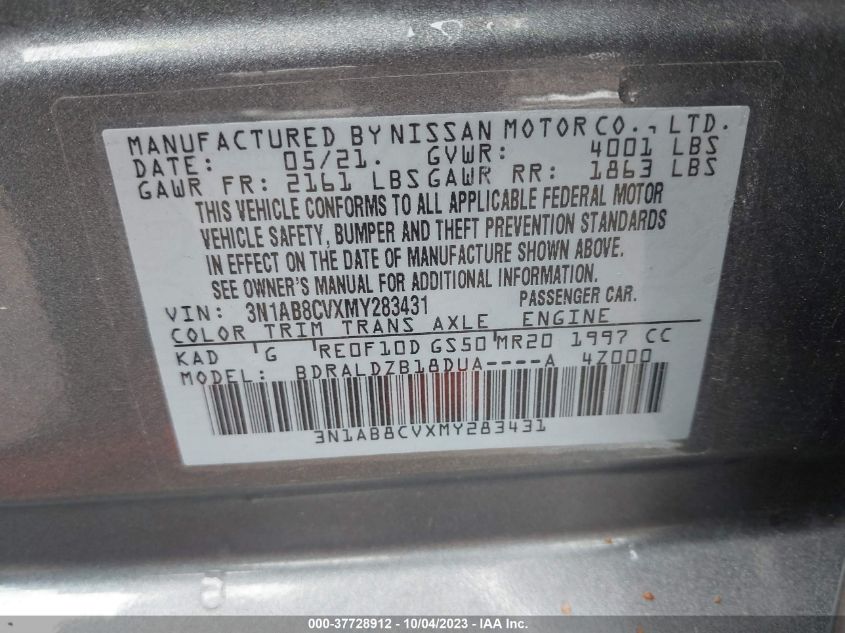 MANUFACTURED BY NISSAN MOTOR CO., LTD.
DATE: 05/21. GVWR: 4001 LBS
GAWR FR: 2161 LBS GAWR RR: 1863 LBS
THIS VEHICLE CONFORMS TO ALL APPLICABLE FEDERAL MOTOR
VEHICLE SAFETY, BUMPER AND THEFT PREVENTION STANDARDS
IN EFFECT ON THE DATE OF MANUFACTURE SHOWN ABOVE.
SEE OWNER'S MANUAL FOR ADDITIONAL INFORMATION.
VIN: 3N1AB8CVXMY283431 PASSENGER CAR.
COLOR TRIM TRANS AXLE ENGINE
KAD G RE0F10D GS50 MR20 1997 CC
MODEL: BDRALDZB18DUA----A 4Z000
3N1AB8CVXMY283431
000-37728912 - 10/04/2023 - IAA Inc.